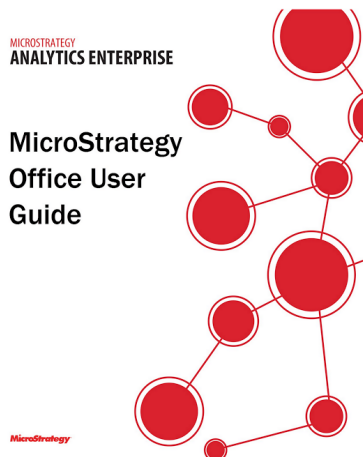 MICROSTRATEGY
ANALYTICS ENTERPRISE
MicroStrategy
Office User
Guide
MicroStrategy